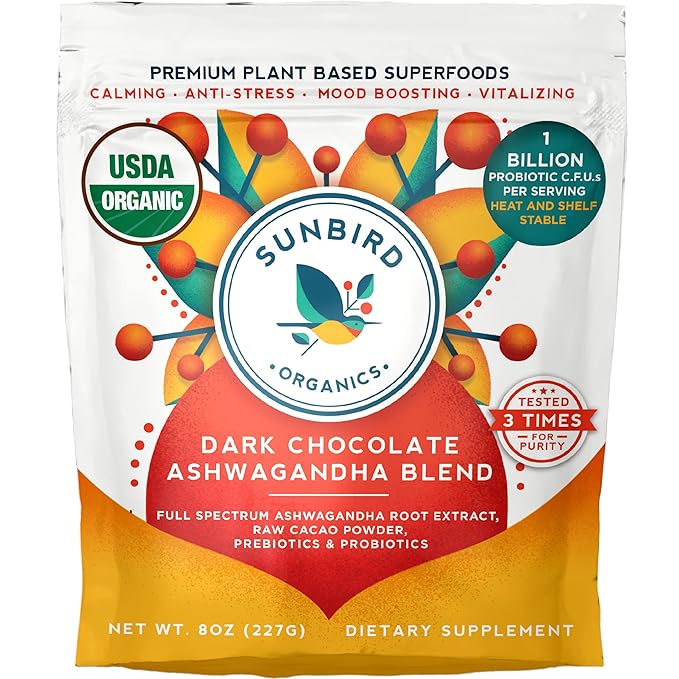 PREMIUM PLANT BASED SUPERFOODS
CALMING · ANTI-STRESS · MOOD BOOSTING · VITALIZING
USDA
ORGANIC
1
BILLION
PROBIOTIC C.F.U.s
PER SERVING
HEAT AND SHELF
STABLE
SUNBIRD
· ORGANICS ·
TESTED
3 TIMES
FOR
PURITY
DARK CHOCOLATE
ASHWAGANDHA BLEND
FULL SPECTRUM ASHWAGANDHA ROOT EXTRACT,
RAW CACAO POWDER,
PREBIOTICS & PROBIOTICS
NET WT. 8OZ (227G)
DIETARY SUPPLEMENT